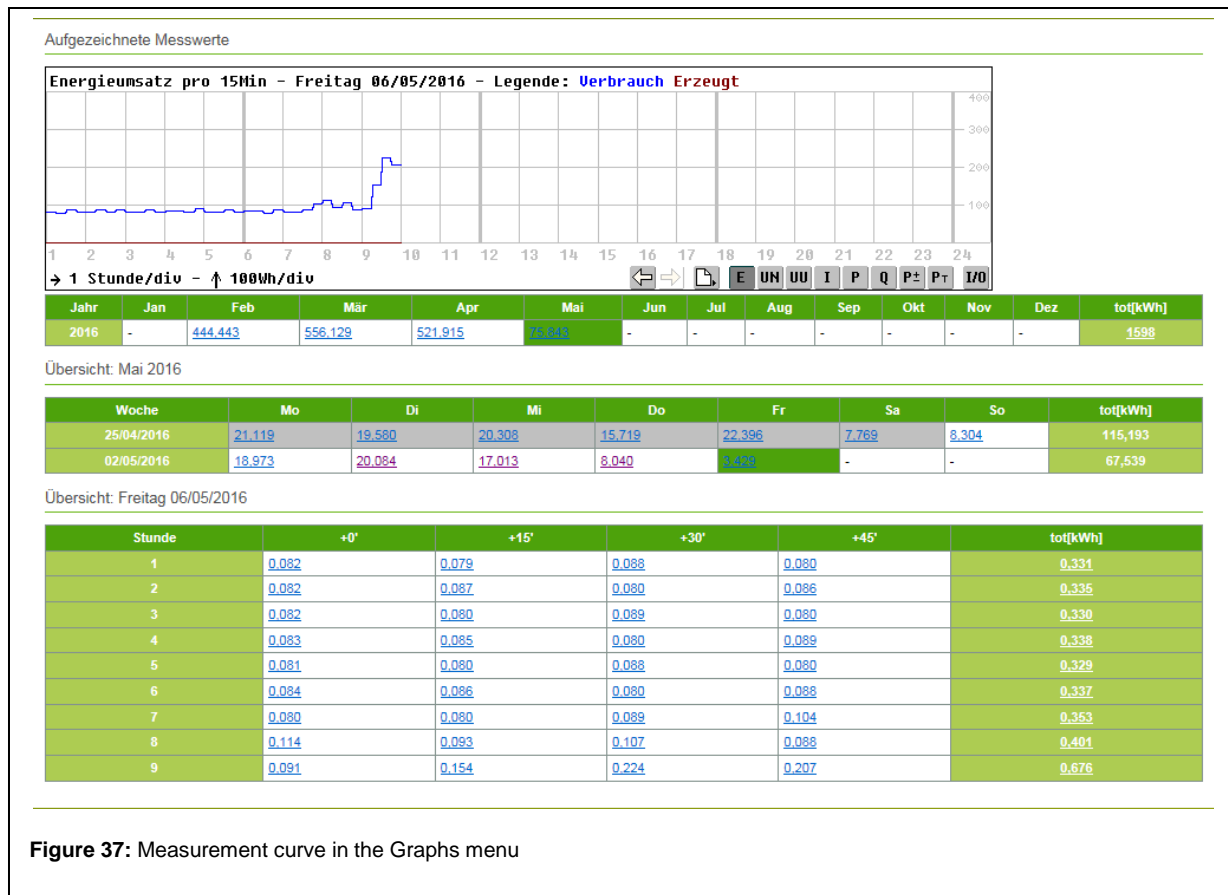 Aufgezeichnete Messwerte
Energieumsatz pro 15Min - Freitag 06/05/2016 - Legende: Verbrauch Erzeugt
400
300
200
100
1 2 3 4 5 6 7 8 9 10 11 12 13 14 15 16 17 18 19 20 21 22 23 24
→ 1 Stunde/div - ↑ 100Wh/div E UN UU I P Q P± PT I/O
Jahr Jan Feb Mär Apr Mai Jun Jul Aug Sep Okt Nov Dez tot[kWh]
2016 - 444,443 556,129 521,915 75,843 - - - - - - - 1598
Übersicht: Mai 2016
Woche Mo Di Mi Do Fr Sa So tot[kWh]
25/04/2016 21,119 19,580 20,308 15,719 22,396 7,769 8,304 115,193
02/05/2016 18,973 20,084 17,013 8,040 3,429 - - 67,539
Übersicht: Freitag 06/05/2016
Stunde +0' +15' +30' +45' tot[kWh]
1 0,082 0,079 0,088 0,080 0,331
2 0,082 0,087 0,080 0,086 0,335
3 0,082 0,080 0,089 0,080 0,330
4 0,083 0,085 0,080 0,089 0,338
5 0,081 0,080 0,088 0,080 0,329
6 0,084 0,086 0,080 0,088 0,337
7 0,080 0,080 0,089 0,104 0,353
8 0,114 0,093 0,107 0,088 0,401
9 0,091 0,154 0,224 0,207 0,676
Figure 37: Measurement curve in the Graphs menu